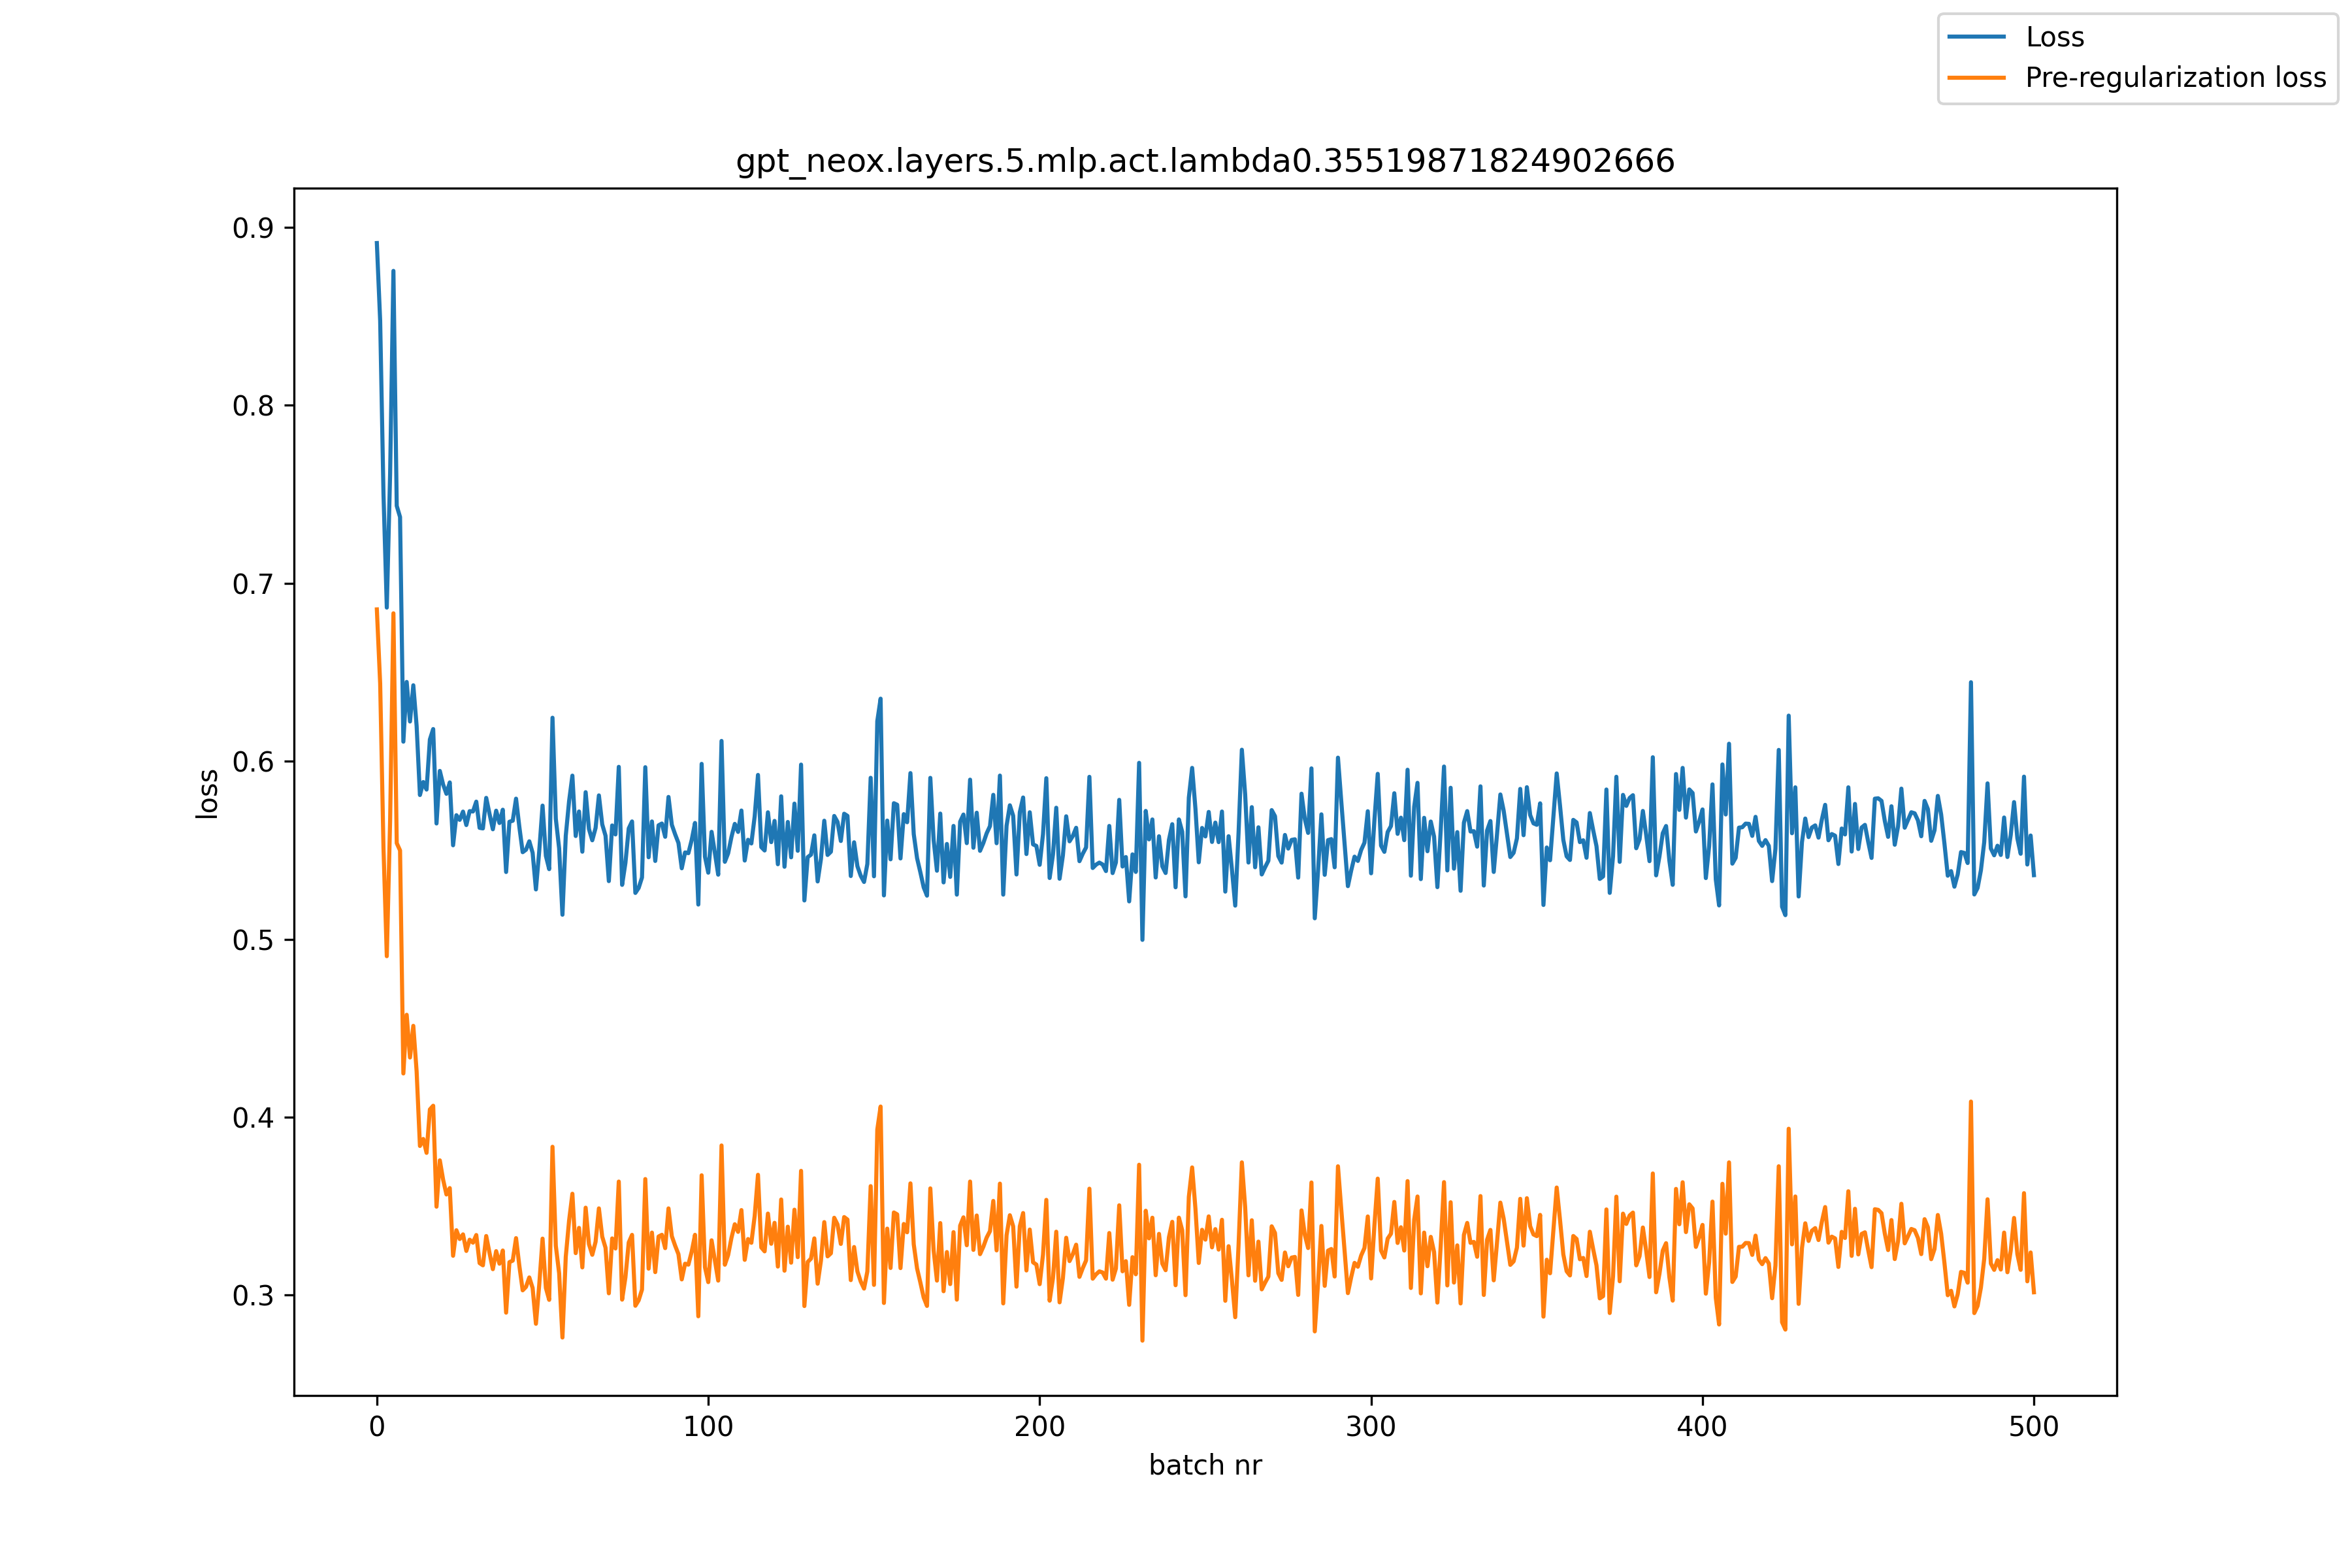 Loss
Pre-regularization loss
gpt_neox.layers.5.mlp.act.lambda0.35519871824902666
0.9
0.8
0.7
0.6
0.5
0.4
0.3
loss
0 100 200 300 400 500
batch nr